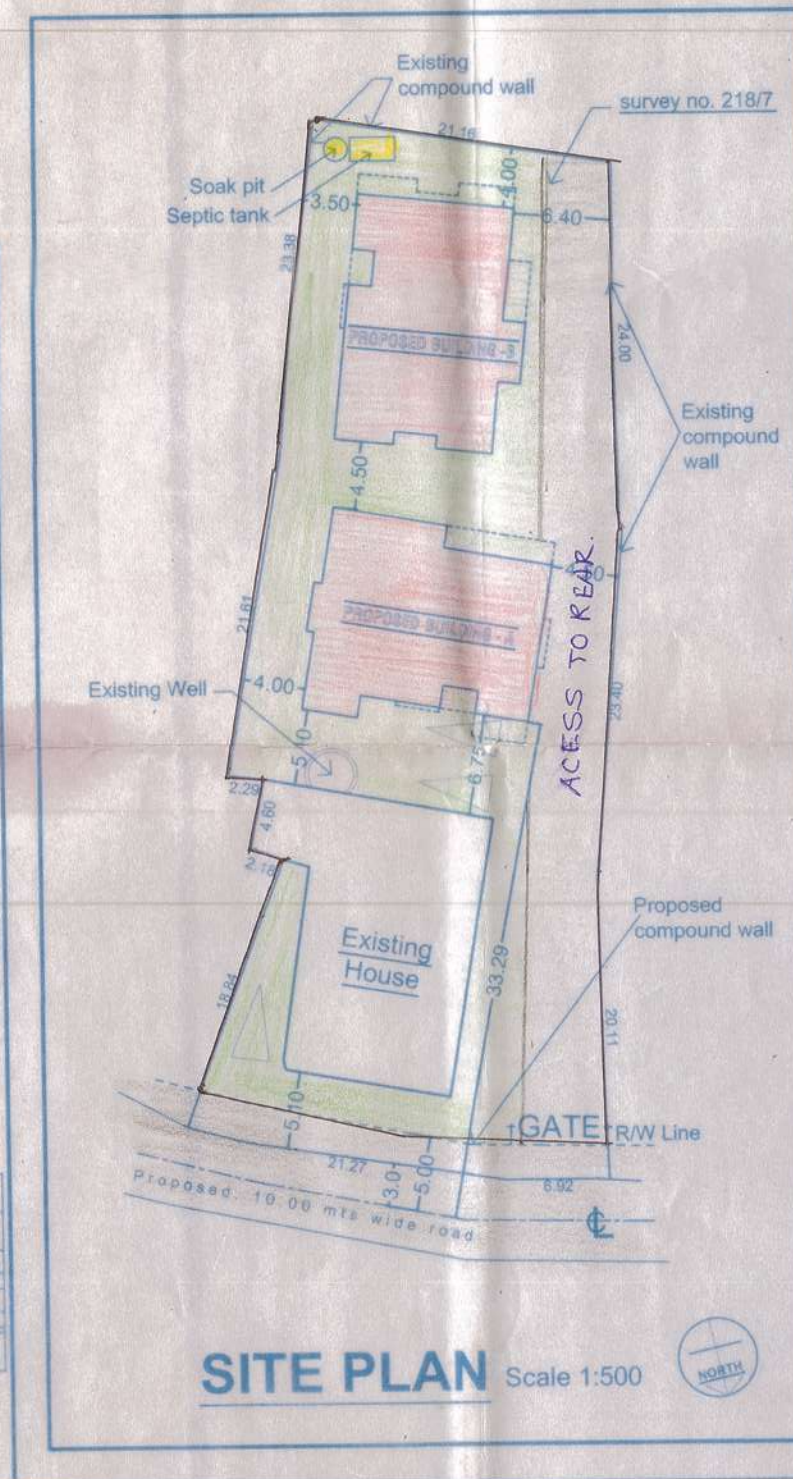 Existing
compound wall
survey no. 218/7
21.16
Soak pit
Septic tank
3.50
4.00
6.40
23.38
24.00
PROPOSED BUILDING -B
Existing
compound
wall
4.50
ACESS TO REAR.
21.61
PROPOSED BUILDING - A
Existing Well
4.00
23.40
5.10
6.75
2.29
4.60
2.18
Existing
House
Proposed
compound wall
33.29
18.84
20.11
5.10
GATE
R/W Line
21.27
3.0
5.00
6.92
Proposed 10.00 mts wide road
CL
SITE PLAN Scale 1:500
NORTH